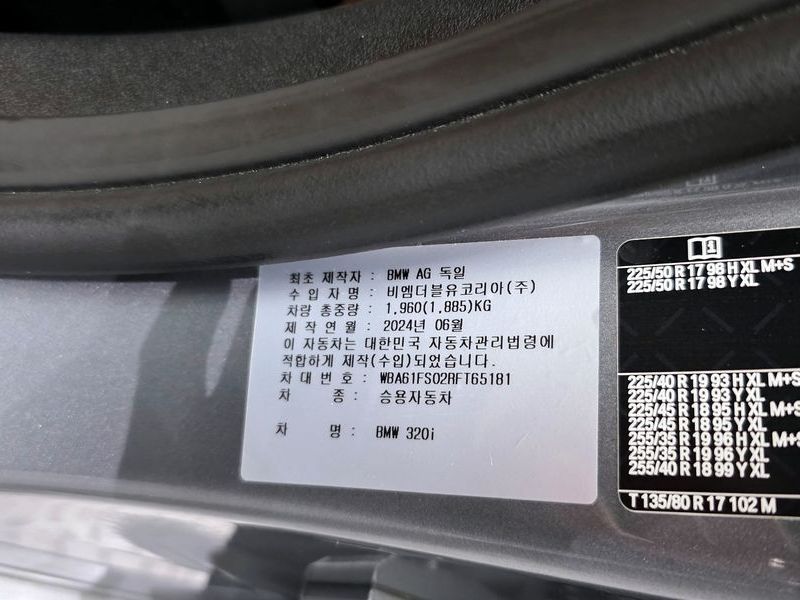 최초 제작자 : BMW AG 독일
수 입 자 명 : 비엠더블유코리아(주)
차량 총중량 : 1,960(1,885)KG
제 작 연 월 : 2024년 06월
이 자동차는 대한민국 자동차관리법령에
적합하게 제작(수입)되었습니다.
차 대 번 호 : WBA61FS02RFT65181
차 종 : 승용자동차
차 명 : BMW 320i
225/50 R 17 98 H XL M+S
225/50 R 17 98 Y XL
225/40 R 19 93 H XL M+S
225/40 R 19 93 Y XL
225/45 R 18 95 H XL M+S
225/45 R 18 95 Y XL
255/35 R 19 96 H XL M+S
255/35 R 19 96 Y XL
255/40 R 18 99 Y XL
T 135/80 R 17 102 M